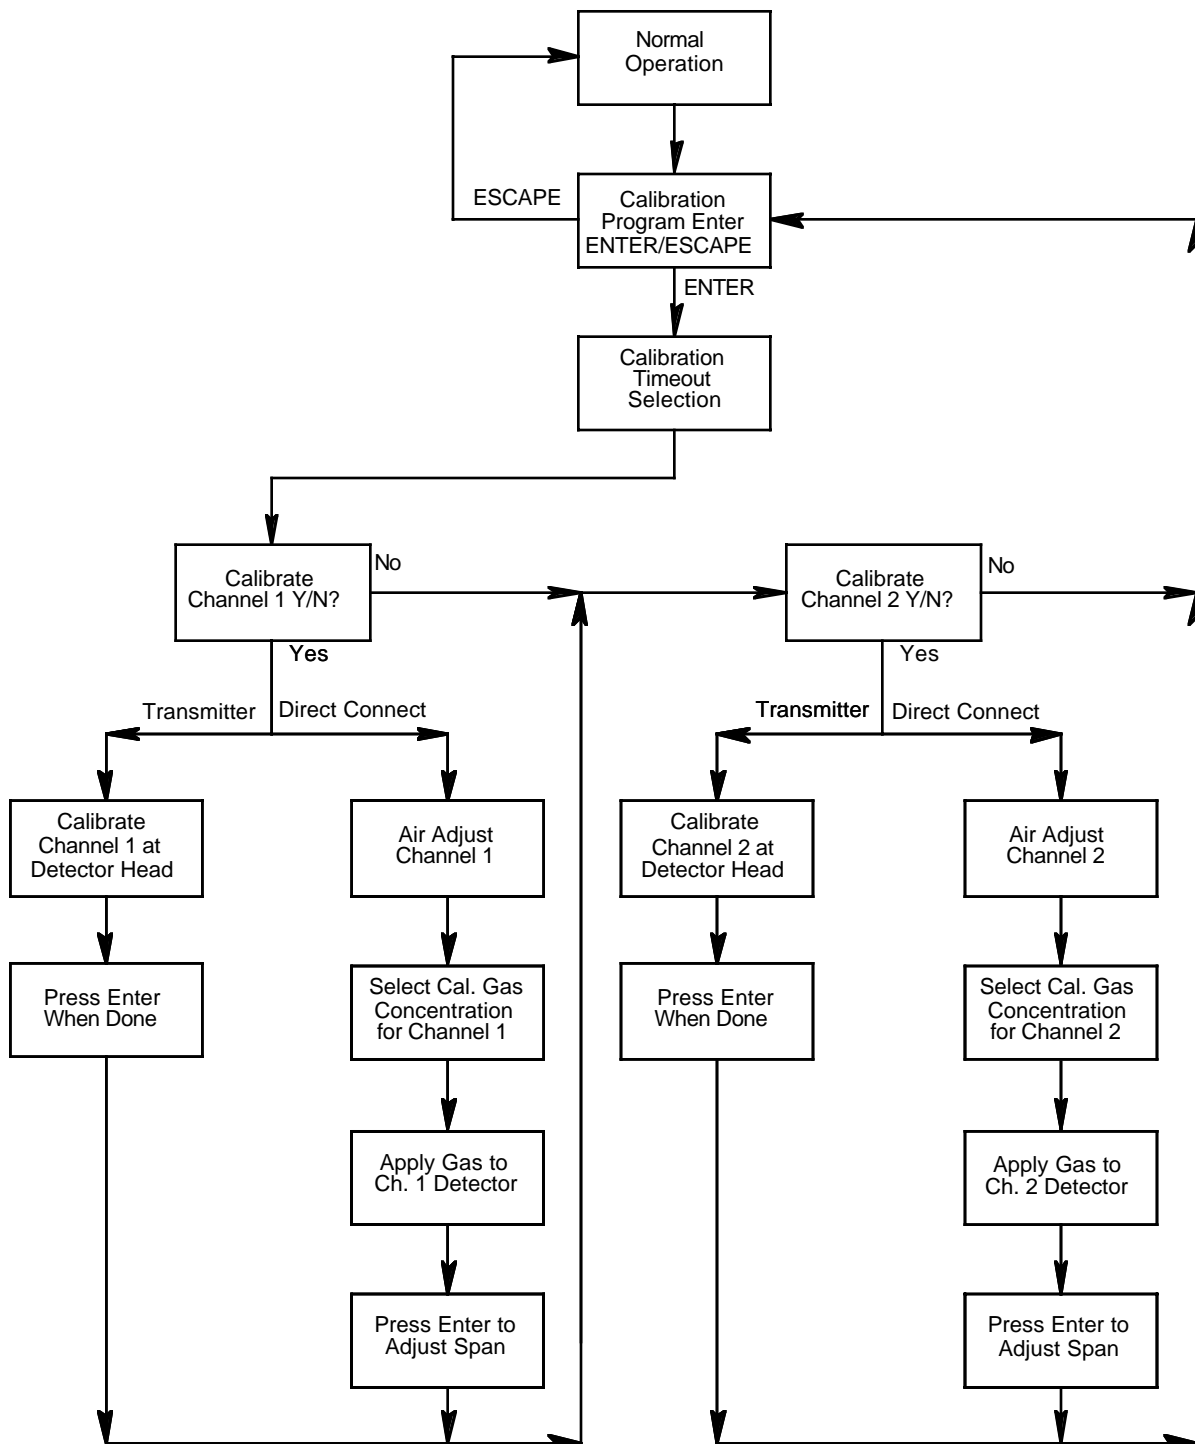 Normal
Operation
ESCAPE
Calibration
Program Enter
ENTER/ESCAPE
ENTER
Calibration
Timeout
Selection
Calibrate
Channel 1 Y/N?
No
Calibrate
Channel 2 Y/N?
No
Yes
Yes
Transmitter
Direct Connect
Transmitter
Direct Connect
Calibrate
Channel 1 at
Detector Head
Air Adjust
Channel 1
Calibrate
Channel 2 at
Detector Head
Air Adjust
Channel 2
Press Enter
When Done
Select Cal. Gas
Concentration
for Channel 1
Press Enter
When Done
Select Cal. Gas
Concentration
for Channel 2
Apply Gas to
Ch. 1 Detector
Apply Gas to
Ch. 2 Detector
Press Enter to
Adjust Span
Press Enter to
Adjust Span